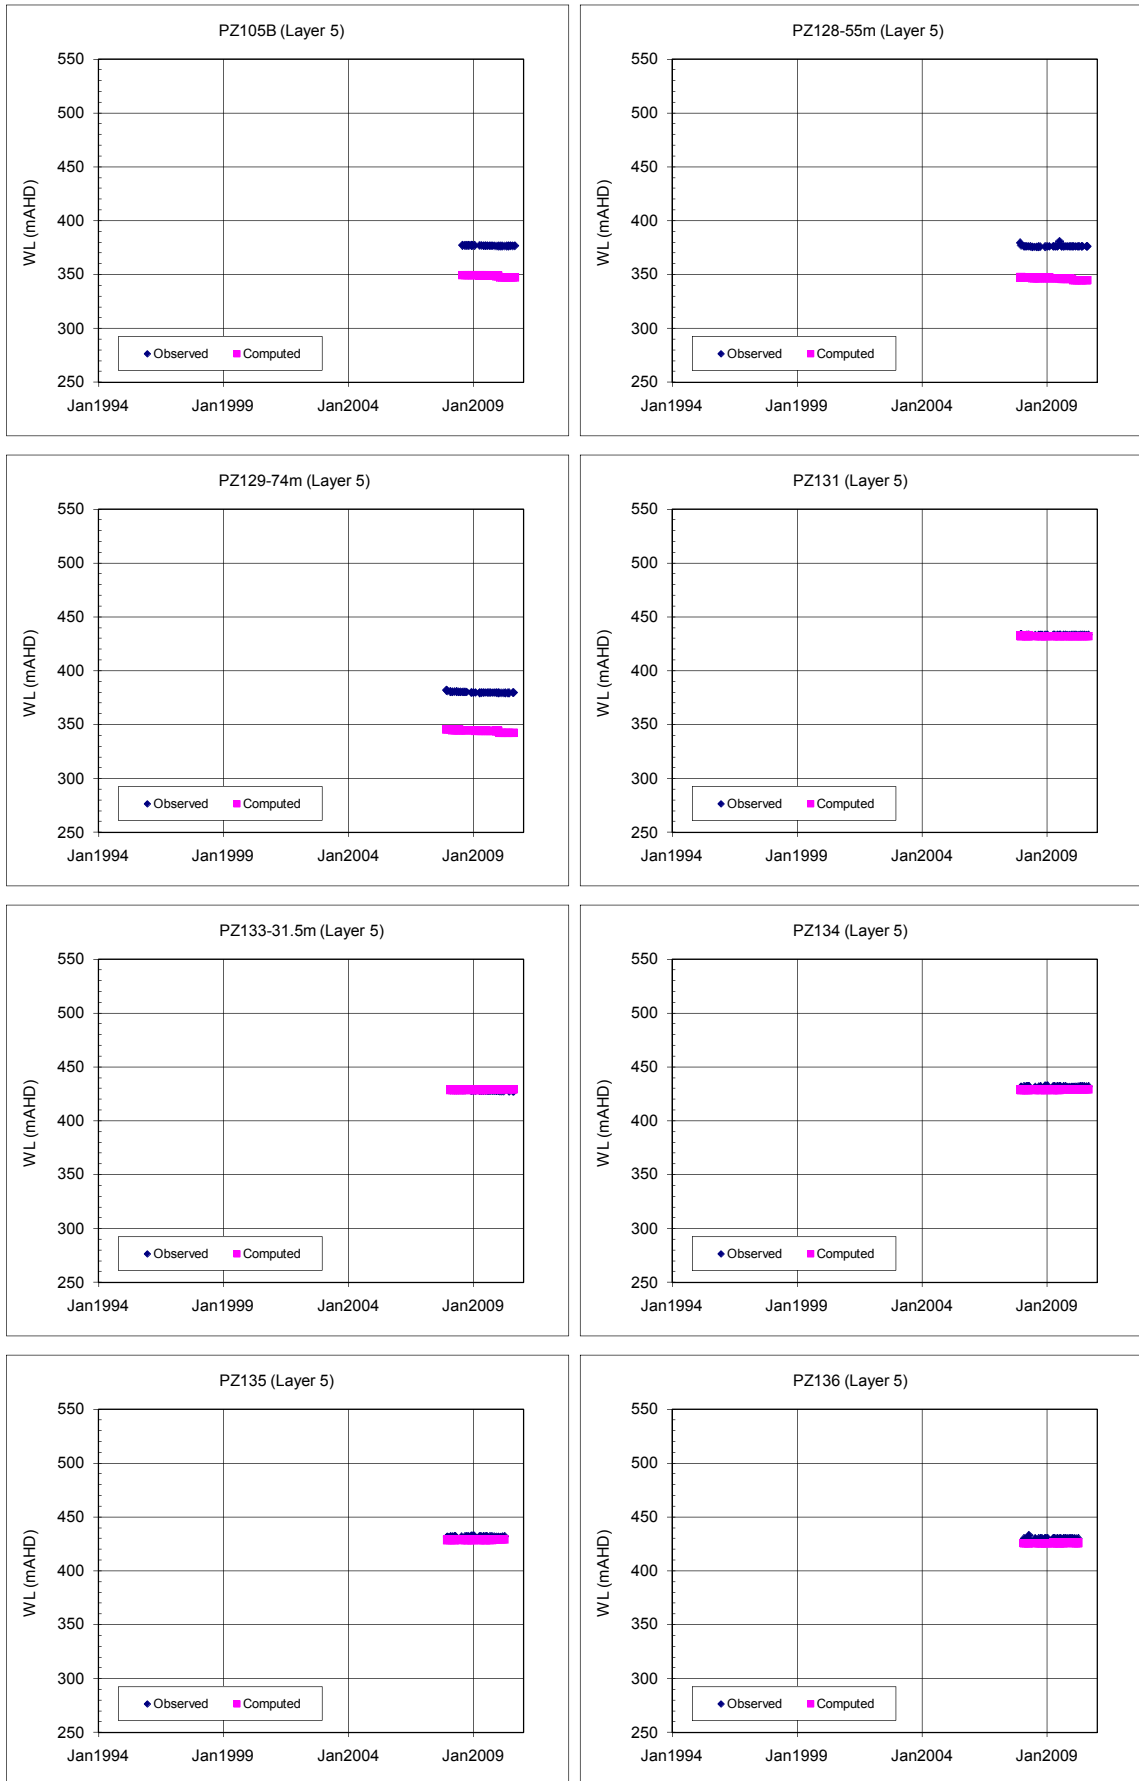 PZ105B (Layer 5)
550
500
450
400
350
300
250
WL (mAHD)
Observed Computed
Jan1994 Jan1999 Jan2004 Jan2009
PZ128-55m (Layer 5)
550
500
450
400
350
300
250
WL (mAHD)
Observed Computed
Jan1994 Jan1999 Jan2004 Jan2009
PZ129-74m (Layer 5)
550
500
450
400
350
300
250
WL (mAHD)
Observed Computed
Jan1994 Jan1999 Jan2004 Jan2009
PZ131 (Layer 5)
550
500
450
400
350
300
250
WL (mAHD)
Observed Computed
Jan1994 Jan1999 Jan2004 Jan2009
PZ133-31.5m (Layer 5)
550
500
450
400
350
300
250
WL (mAHD)
Observed Computed
Jan1994 Jan1999 Jan2004 Jan2009
PZ134 (Layer 5)
550
500
450
400
350
300
250
WL (mAHD)
Observed Computed
Jan1994 Jan1999 Jan2004 Jan2009
PZ135 (Layer 5)
550
500
450
400
350
300
250
WL (mAHD)
Observed Computed
Jan1994 Jan1999 Jan2004 Jan2009
PZ136 (Layer 5)
550
500
450
400
350
300
250
WL (mAHD)
Observed Computed
Jan1994 Jan1999 Jan2004 Jan2009